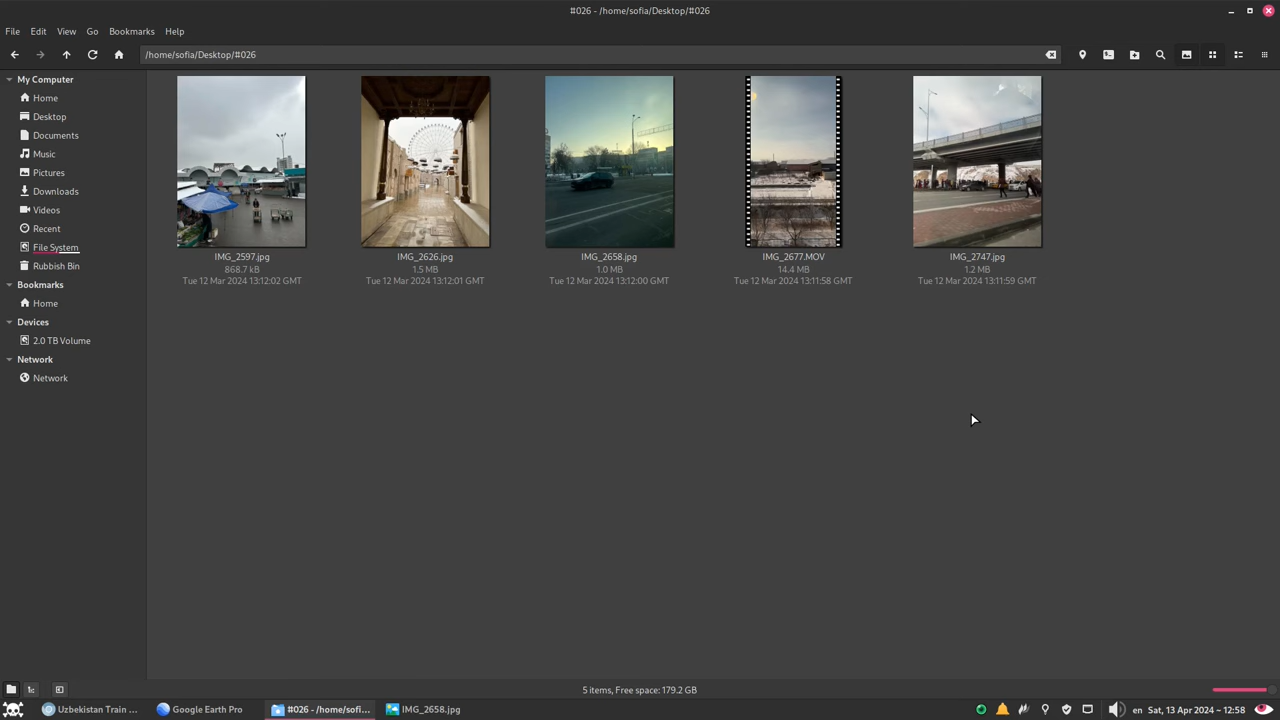 #026 - /home/sofia/Desktop/#026
File Edit View Go Bookmarks Help
/home/sofia/Desktop/#026
My Computer
Home
Desktop
Documents
Music
Pictures
Downloads
Videos
Recent
File System
Rubbish Bin
Bookmarks
Home
Devices
2.0 TB Volume
Network
Network
IMG_2597.jpg
868.7 kB
Tue 12 Mar 2024 13:12:02 GMT
IMG_2626.jpg
1.5 MB
Tue 12 Mar 2024 13:12:01 GMT
IMG_2658.jpg
1.0 MB
Tue 12 Mar 2024 13:12:00 GMT
IMG_2677.MOV
14.4 MB
Tue 12 Mar 2024 13:11:58 GMT
IMG_2747.jpg
1.2 MB
Tue 12 Mar 2024 13:11:59 GMT
5 items, Free space: 179.2 GB
Uzbekistan Train ... Google Earth Pro #026 - /home/sofi... IMG_2658.jpg en Sat, 13 Apr 2024 ~ 12:58